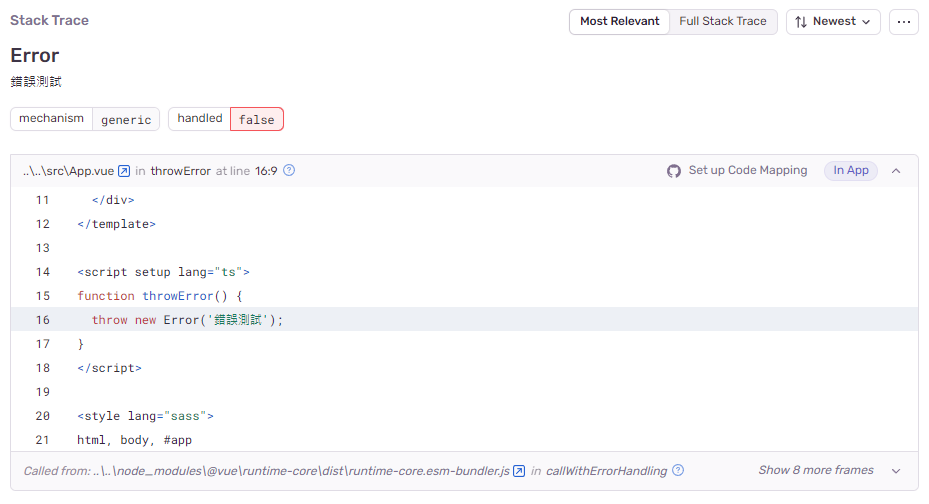 Stack Trace
Most Relevant Full Stack Trace Newest
Error
錯誤測試
mechanism generic handled false
..\..\src\App.vue in throwError at line 16:9 Set up Code Mapping In App
11 </div>
12 </template>
13
14 <script setup lang="ts">
15 function throwError() {
16 throw new Error('錯誤測試');
17 }
18 </script>
19
20 <style lang="sass">
21 html, body, #app
Called from: ..\..\node_modules\@vue\runtime-core\dist\runtime-core.esm-bundler.js in callWithErrorHandling Show 8 more frames